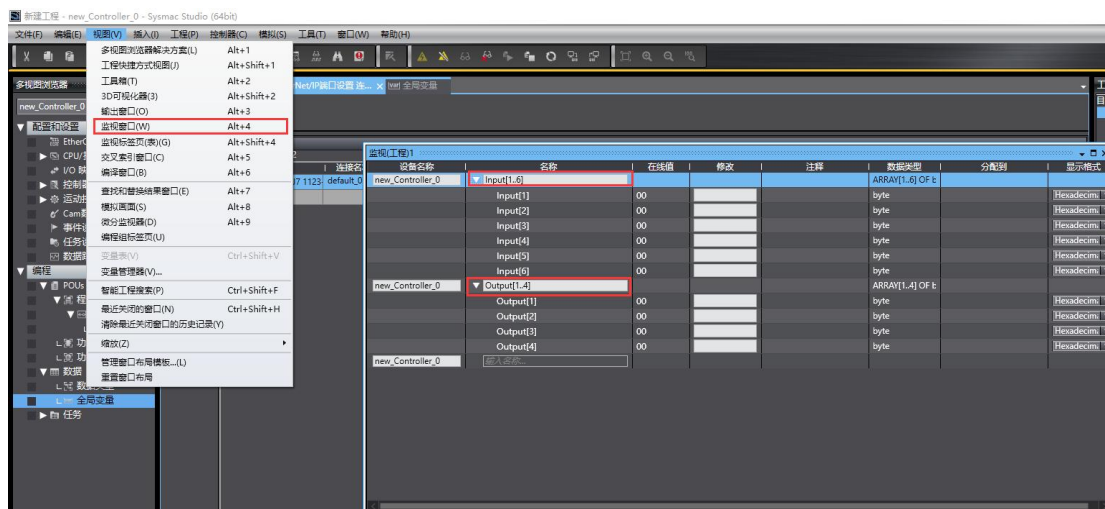 新建工程 - new_Controller_0 - Sysmac Studio (64bit)
文件(F) 编辑(E) 视图(V) 插入(I) 工程(P) 控制器(C) 模拟(S) 工具(T) 窗口(W) 帮助(H)
多视图浏览器解决方案(L) Alt+1
工程快捷方式视图(J) Alt+Shift+1
工具箱(T) Alt+2
3D可视化器(3) Alt+Shift+2
输出窗口(O) Alt+3
监视窗口(W) Alt+4
监视标签页(表)(G) Alt+Shift+4
交叉索引窗口(C) Alt+5
编译窗口(B) Alt+6
查找和替换结果窗口(E) Alt+7
模拟画面(S) Alt+8
微分监视器(D) Alt+9
编程组标签页(U)
变量表(V) Ctrl+Shift+V
变量管理器(V)...
智能工程搜索(P) Ctrl+Shift+F
最近关闭的窗口(N) Ctrl+Shift+H
清除最近关闭窗口的历史记录(Y)
缩放(Z)
管理窗口布局模板...(L)
重置窗口布局
多视图浏览器
new_Controller_0
配置和设置
EtherC
CPU/
I/O
控制
运动
Cam
事件
任务
数据
编程
POUs
程
功
功
数据
数据类型
全局变量
任务
Net/IP端口设置 连... × 全局变量
连接名
7 1123 default_0
监视(工程)1
设备名称 名称 在线值 修改 注释 数据类型 分配到 显示格式
new_Controller_0 Input[1..6] ARRAY[1..6] OF b
Input[1] 00 byte Hexadecim
Input[2] 00 byte Hexadecim
Input[3] 00 byte Hexadecim
Input[4] 00 byte Hexadecim
Input[5] 00 byte Hexadecim
Input[6] 00 byte Hexadecim
new_Controller_0 Output[1..4] ARRAY[1..4] OF b
Output[1] 00 byte Hexadecim
Output[2] 00 byte Hexadecim
Output[3] 00 byte Hexadecim
Output[4] 00 byte Hexadecim
new_Controller_0 输入名称...